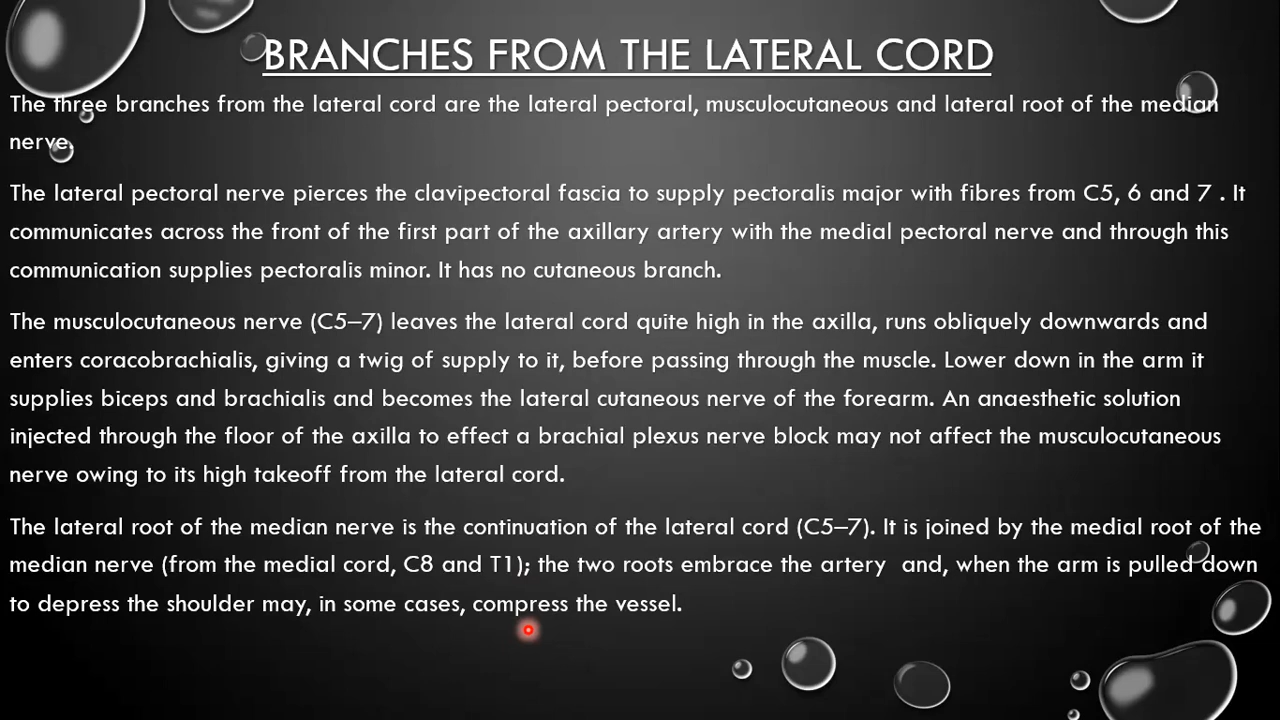 BRANCHES FROM THE LATERAL CORD
The three branches from the lateral cord are the lateral pectoral, musculocutaneous and lateral root of the median
nerve.
The lateral pectoral nerve pierces the clavipectoral fascia to supply pectoralis major with fibres from C5, 6 and 7 . It
communicates across the front of the first part of the axillary artery with the medial pectoral nerve and through this
communication supplies pectoralis minor. It has no cutaneous branch.
The musculocutaneous nerve (C5–7) leaves the lateral cord quite high in the axilla, runs obliquely downwards and
enters coracobrachialis, giving a twig of supply to it, before passing through the muscle. Lower down in the arm it
supplies biceps and brachialis and becomes the lateral cutaneous nerve of the forearm. An anaesthetic solution
injected through the floor of the axilla to effect a brachial plexus nerve block may not affect the musculocutaneous
nerve owing to its high takeoff from the lateral cord.
The lateral root of the median nerve is the continuation of the lateral cord (C5–7). It is joined by the medial root of the
median nerve (from the medial cord, C8 and T1); the two roots embrace the artery  and, when the arm is pulled down
to depress the shoulder may, in some cases, compress the vessel.